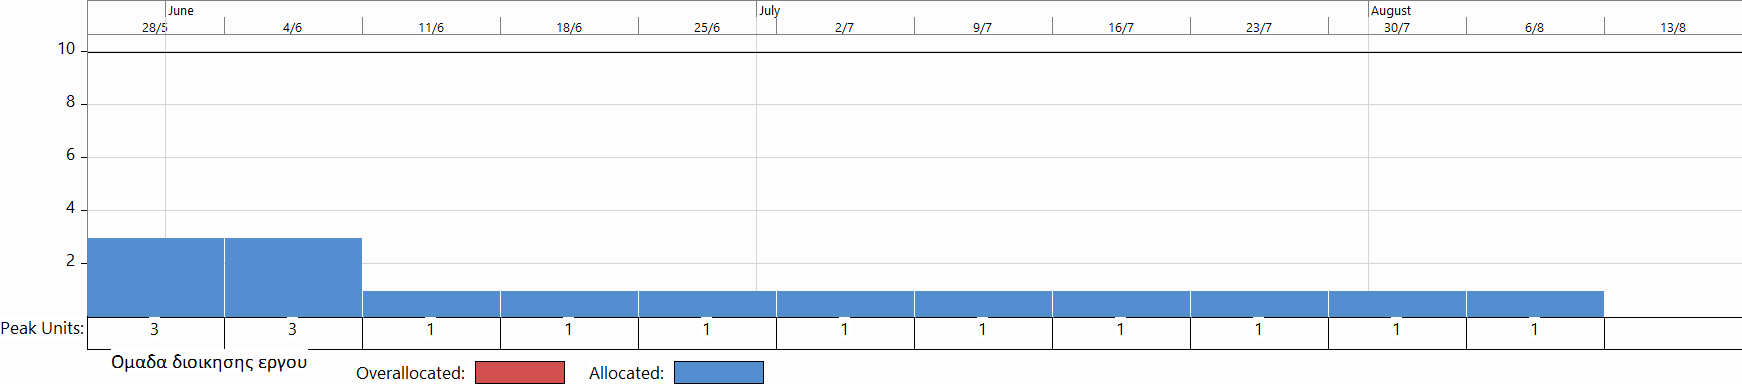 June July August
28/5 4/6 11/6 18/6 25/6 2/7 9/7 16/7 23/7 30/7 6/8 13/8
10
8
6
4
2
Peak Units: 3 3 1 1 1 1 1 1 1 1 1
Ομαδα διοικησης εργου
Overallocated: Allocated: